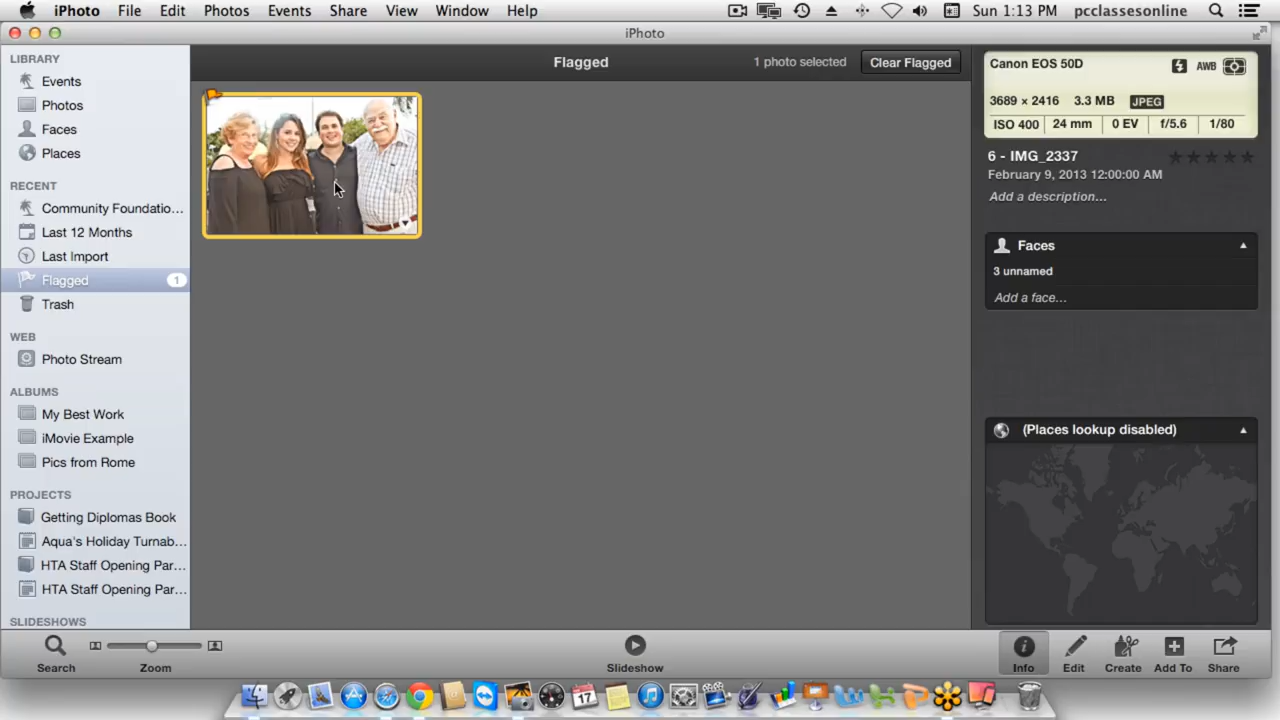 iPhoto File Edit Photos Events Share View Window Help Sun 1:13 PM pcclassesonline
iPhoto
LIBRARY
Events
Photos
Faces
Places
RECENT
Community Foundatio...
Last 12 Months
Last Import
Flagged 1
Trash
WEB
Photo Stream
ALBUMS
My Best Work
iMovie Example
Pics from Rome
PROJECTS
Getting Diplomas Book
Aqua's Holiday Turnab...
HTA Staff Opening Par...
HTA Staff Opening Par...
SLIDESHOWS
Flagged 1 photo selected Clear Flagged
Canon EOS 50D AWB
3689 × 2416 3.3 MB JPEG
ISO 400 24 mm 0 EV f/5.6 1/80
6 - IMG_2337
February 9, 2013 12:00:00 AM
Add a description...
Faces
3 unnamed
Add a face...
(Places lookup disabled)
Search Zoom Slideshow Info Edit Create Add To Share
17